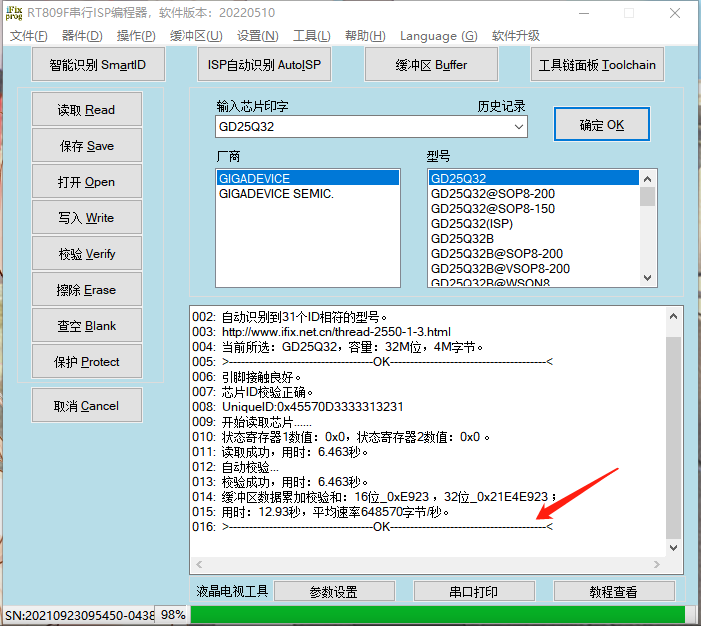 iFix prog RT809F串行ISP编程器，软件版本：20220510
文件(F) 器件(D) 操作(P) 缓冲区(U) 设置(N) 工具(L) 帮助(H) Language (G) 软件升级
智能识别 SmartID ISP自动识别 AutoISP 缓冲区 Buffer 工具链面板 Toolchain
读取 Read
保存 Save
打开 Open
写入 Write
校验 Verify
擦除 Erase
查空 Blank
保护 Protect
取消 Cancel
输入芯片印字 历史记录
GD25Q32 确定 OK
厂商 型号
GIGADEVICE
GIGADEVICE SEMIC.
GD25Q32
GD25Q32@SOP8-200
GD25Q32@SOP8-150
GD25Q32(ISP)
GD25Q32B
GD25Q32B@SOP8-200
GD25Q32B@VSOP8-200
GD25Q32B@WSON8
002: 自动识别到31个ID相符的型号。
003: http://www.ifix.net.cn/thread-2550-1-3.html
004: 当前所选：GD25Q32，容量：32M位，4M字节。
005: >------------------------------------OK---------------------------------------<
006: 引脚接触良好。
007: 芯片ID校验正确。
008: UniqueID:0x45570D3333313231
009: 开始读取芯片......
010: 状态寄存器1数值：0x0，状态寄存器2数值：0x0 。
011: 读取成功，用时：6.463秒。
012: 自动校验...
013: 校验成功，用时：6.463秒。
014: 缓冲区数据累加校验和：16位_0xE923 ，32位_0x21E4E923 ；
015: 用时：12.93秒，平均速率648570字节/秒。
016: >------------------------------------OK---------------------------------------<
液晶电视工具 参数设置 串口打印 教程查看
SN:20210923095450-0438 98%